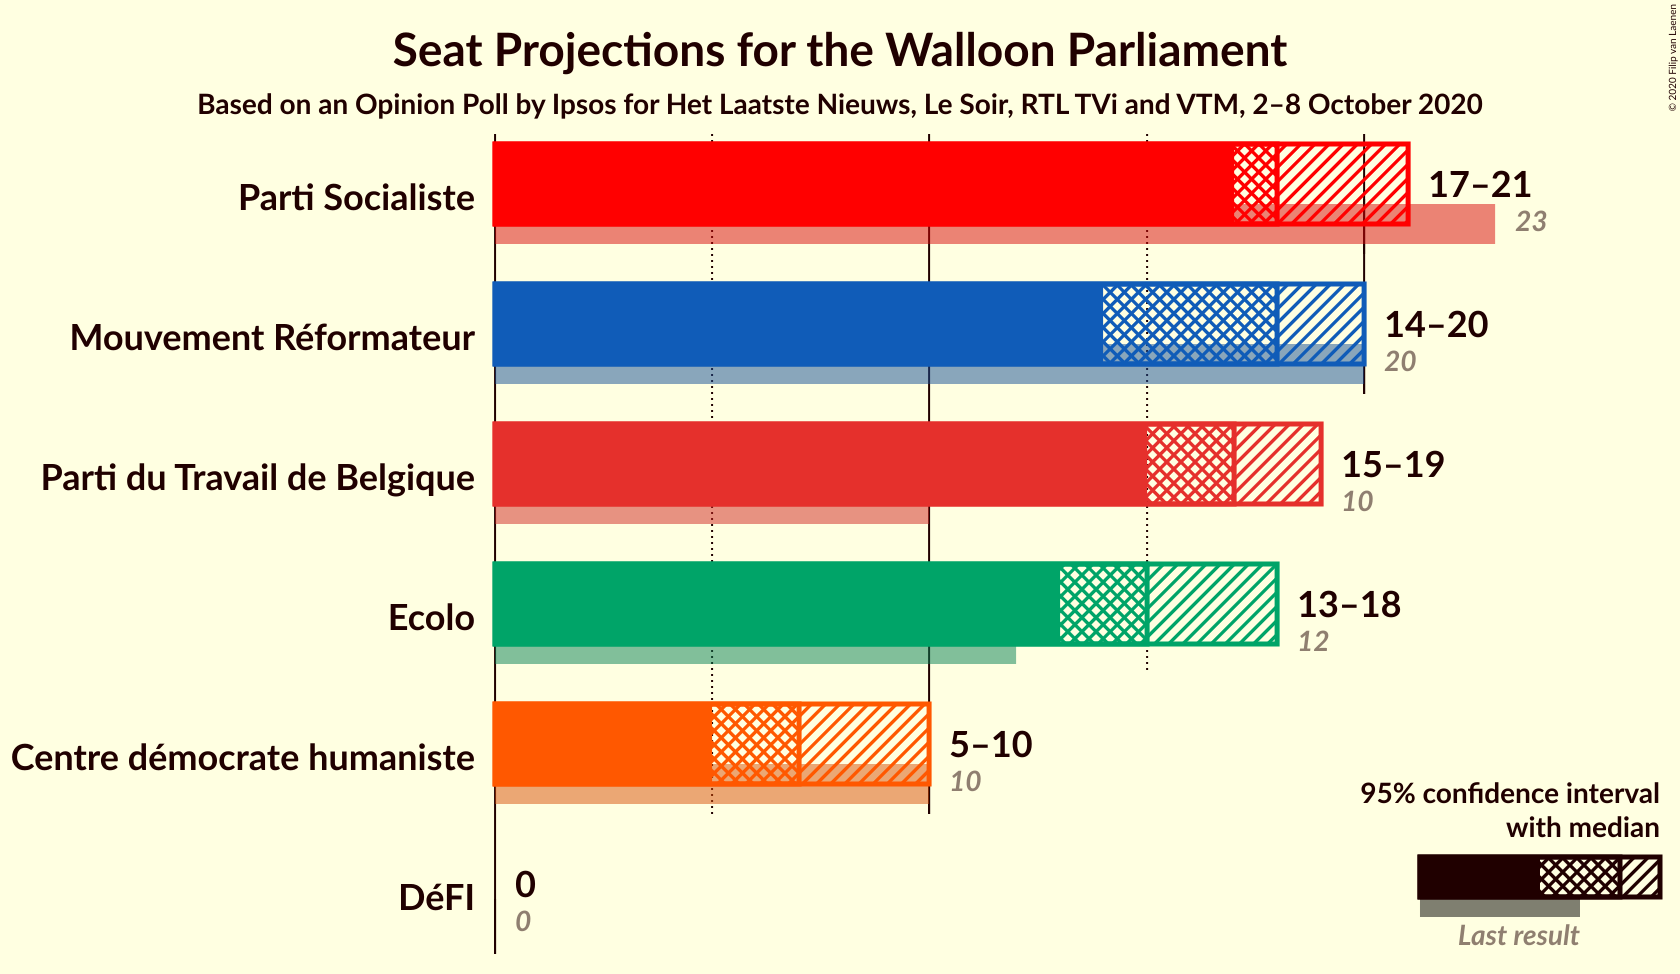 Seat Projections for the Walloon Parliament
Based on an Opinion Poll by Ipsos for Het Laatste Nieuws, Le Soir, RTL TVi and VTM, 2–8 October 2020
© 2020 Filip van Laenen
Parti Socialiste
17–21
23
Mouvement Réformateur
14–20
20
Parti du Travail de Belgique
15–19
10
Ecolo
13–18
12
Centre démocrate humaniste
5–10
10
DéFI
0
0
95% confidence interval
with median
Last result